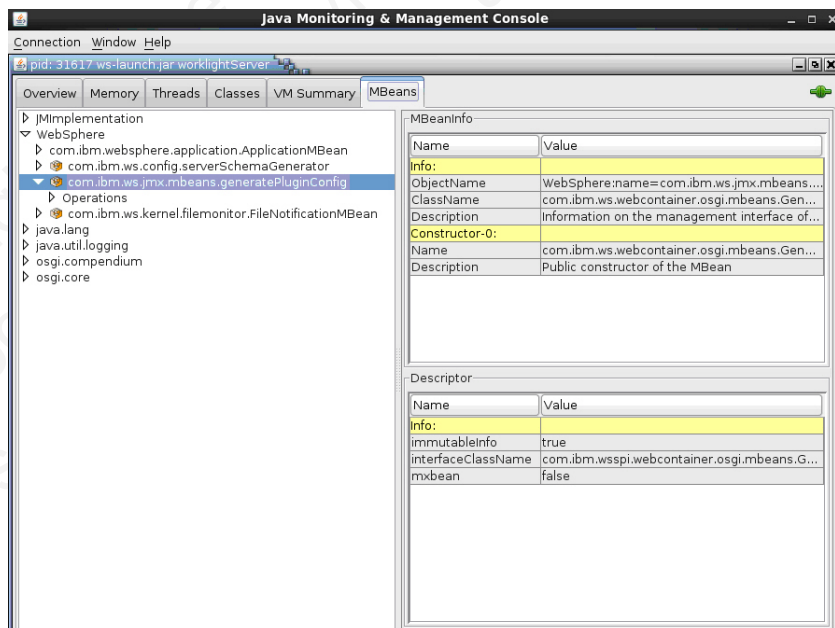 Java Monitoring & Management Console
Connection Window Help
pid: 31617 ws-launch.jar worklightServer
Overview Memory Threads Classes VM Summary MBeans
JMImplementation
WebSphere
com.ibm.websphere.application.ApplicationMBean
com.ibm.ws.config.serverSchemaGenerator
com.ibm.ws.jmx.mbeans.generatePluginConfig
Operations
com.ibm.ws.kernel.filemonitor.FileNotificationMBean
java.lang
java.util.logging
osgi.compendium
osgi.core
MBeanInfo
Name Value
Info:
ObjectName WebSphere:name=com.ibm.ws.jmx.mbeans....
ClassName com.ibm.ws.webcontainer.osgi.mbeans.Gen...
Description Information on the management interface of...
Constructor-0:
Name com.ibm.ws.webcontainer.osgi.mbeans.Gen...
Description Public constructor of the MBean
Descriptor
Name Value
Info:
immutableInfo true
interfaceClassName com.ibm.wsspi.webcontainer.osgi.mbeans.G...
mxbean false